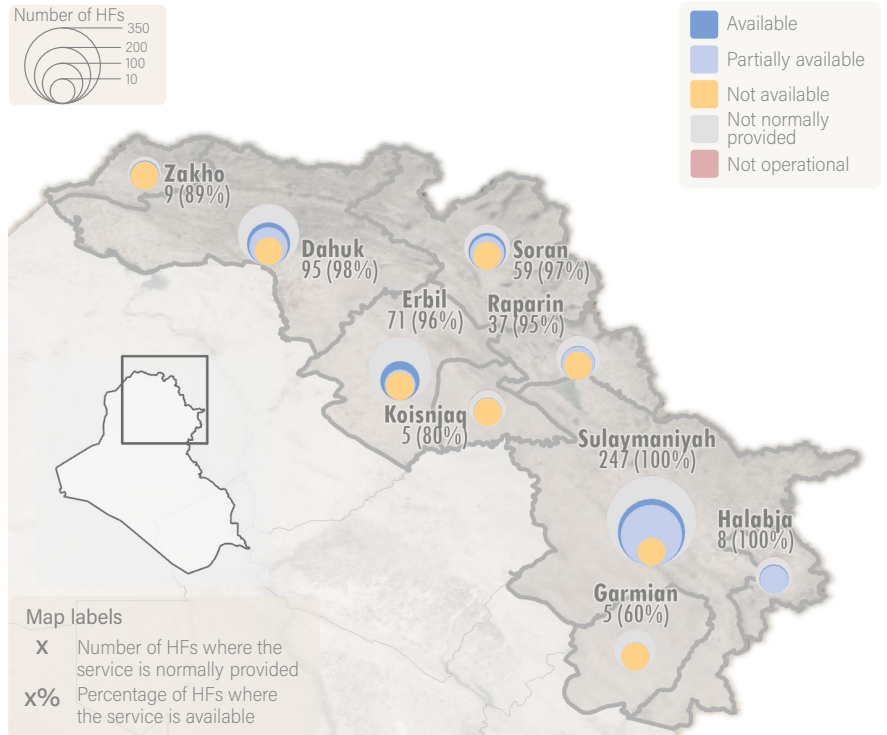 Number of HFs
350
200
100
10
Available
Partially available
Not available
Not normally
provided
Not operational
Zakho
9 (89%)
Dahuk
95 (98%)
Soran
59 (97%)
Erbil
71 (96%)
Raparin
37 (95%)
Koisnjaq
5 (80%)
Sulaymaniyah
247 (100%)
Halabja
8 (100%)
Garmian
5 (60%)
Map labels
x Number of HFs where the
service is normally provided
x% Percentage of HFs where
the service is available